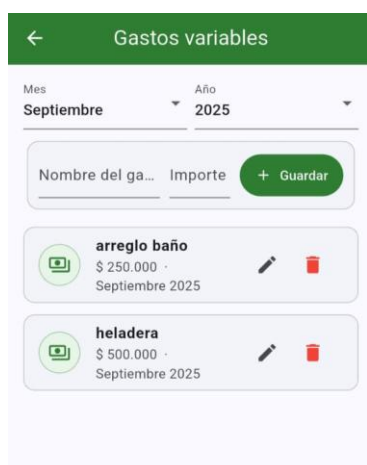 Gastos variables
Mes
Año
Septiembre
2025
Nombre del ga...
Importe
+ Guardar
arreglo baño
$ 250.000 ·
Septiembre 2025
heladera
$ 500.000 ·
Septiembre 2025